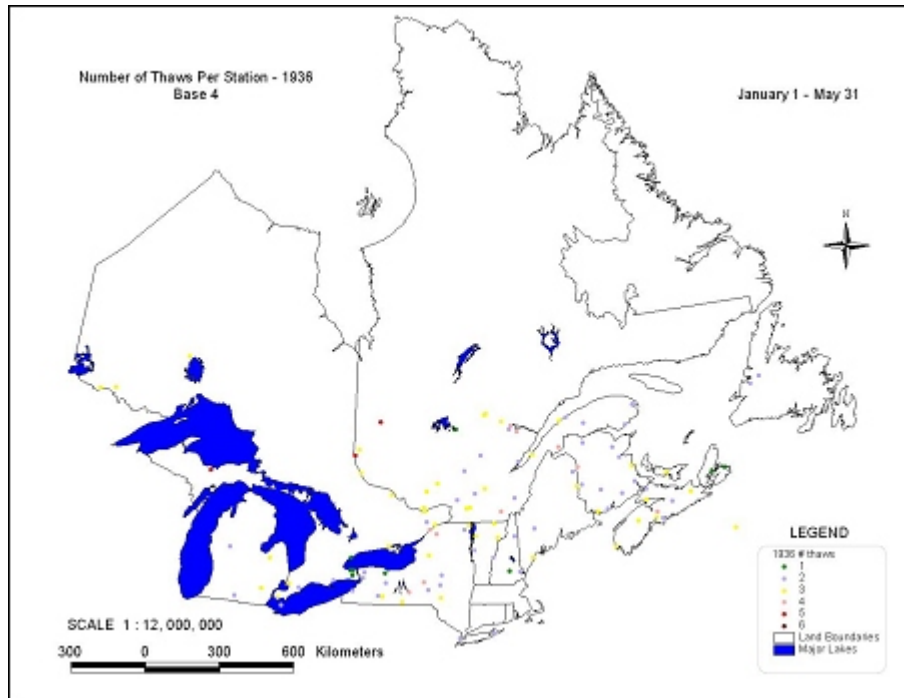 Number of Thaws Per Station - 1936
Base 4
January 1 - May 31
N
LEGEND
1936 # thaws
1
2
3
4
5
6
Land Boundaries
Major Lakes
SCALE 1 : 12, 000, 000
300 0 300 600 Kilometers